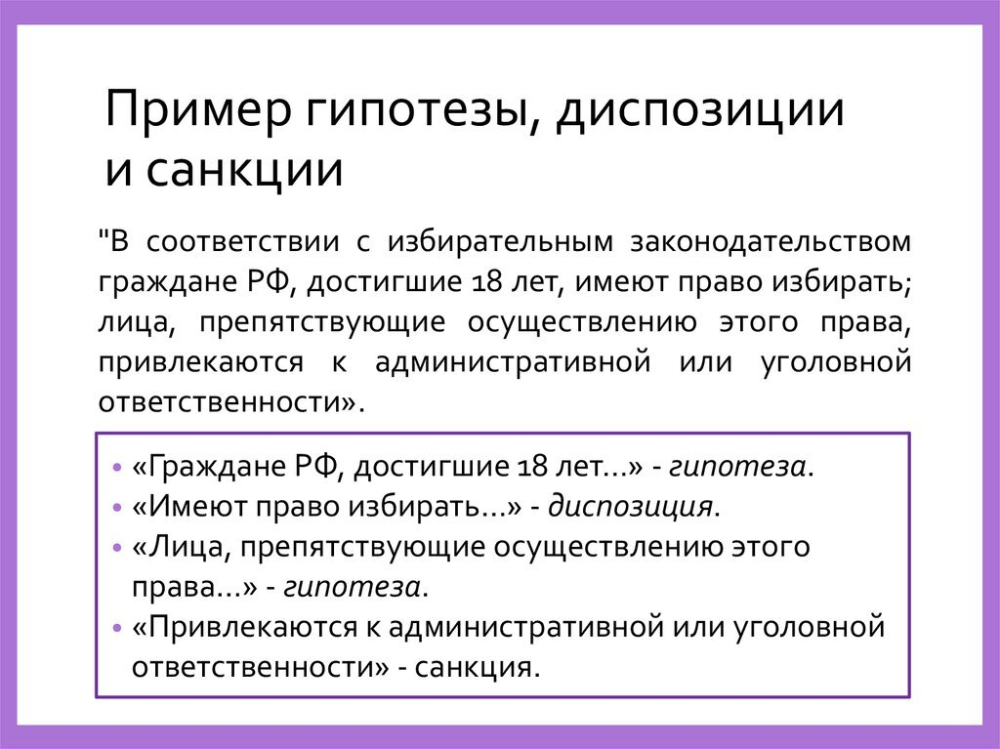 Пример гипотезы, диспозиции
и санкции
"В соответствии с избирательным законодательством
граждане РФ, достигшие 18 лет, имеют право избирать;
лица, препятствующие осуществлению этого права,
привлекаются к административной или уголовной
ответственности».
• «Граждане РФ, достигшие 18 лет…» - гипотеза.
• «Имеют право избирать…» - диспозиция.
• «Лица, препятствующие осуществлению этого
права…» - гипотеза.
• «Привлекаются к административной или уголовной
ответственности» - санкция.